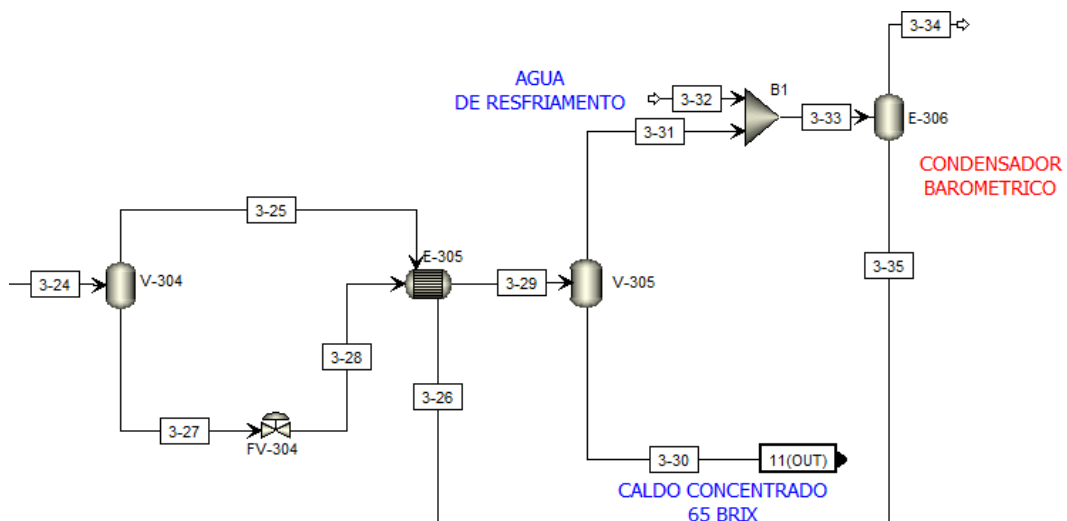 3-34
AGUA
DE RESFRIAMENTO
B1
3-32
3-31
3-33
E-306
CONDENSADOR
BAROMETRICO
3-25
E-305
3-24
V-304
3-29
V-305
3-35
3-28
3-26
3-27
FV-304
3-30
11(OUT)
CALDO CONCENTRADO
65 BRIX